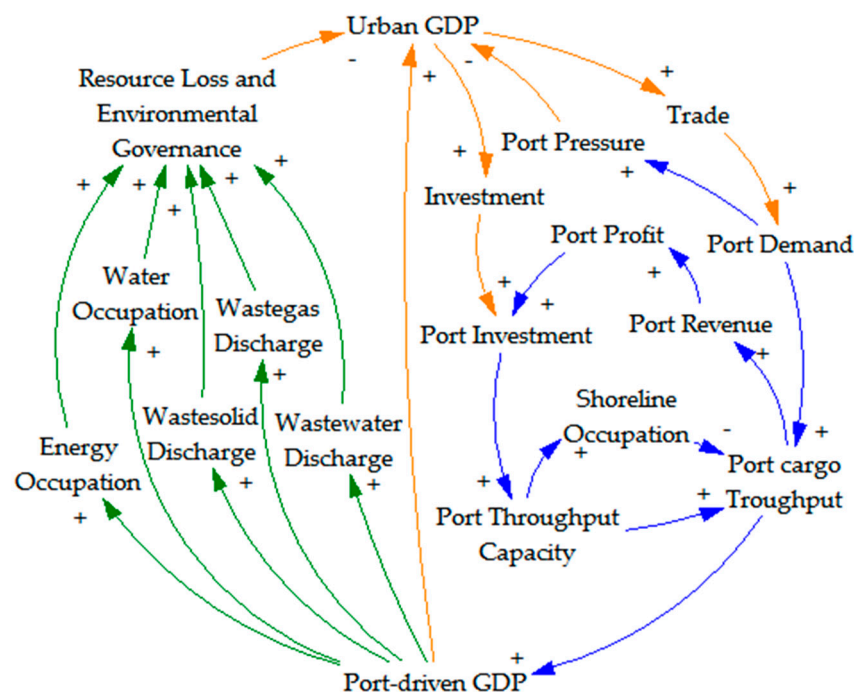 Urban GDP
-
+
-
+
Resource Loss and
Environmental
Governance
Trade
Port Pressure
+
+
+
+
+
+
+
Investment
+
Port Profit
Port Demand
Water
Occupation
Wastegas
Discharge
+
+
+
Port Investment
Port Revenue
+
+
+
Shoreline
Occupation
-
+
Energy
Occupation
Wastesolid
Discharge
Wastewater
Discharge
Port cargo
Troughput
+
+
+
+
+
+
Port Throughput
Capacity
+
Port-driven GDP